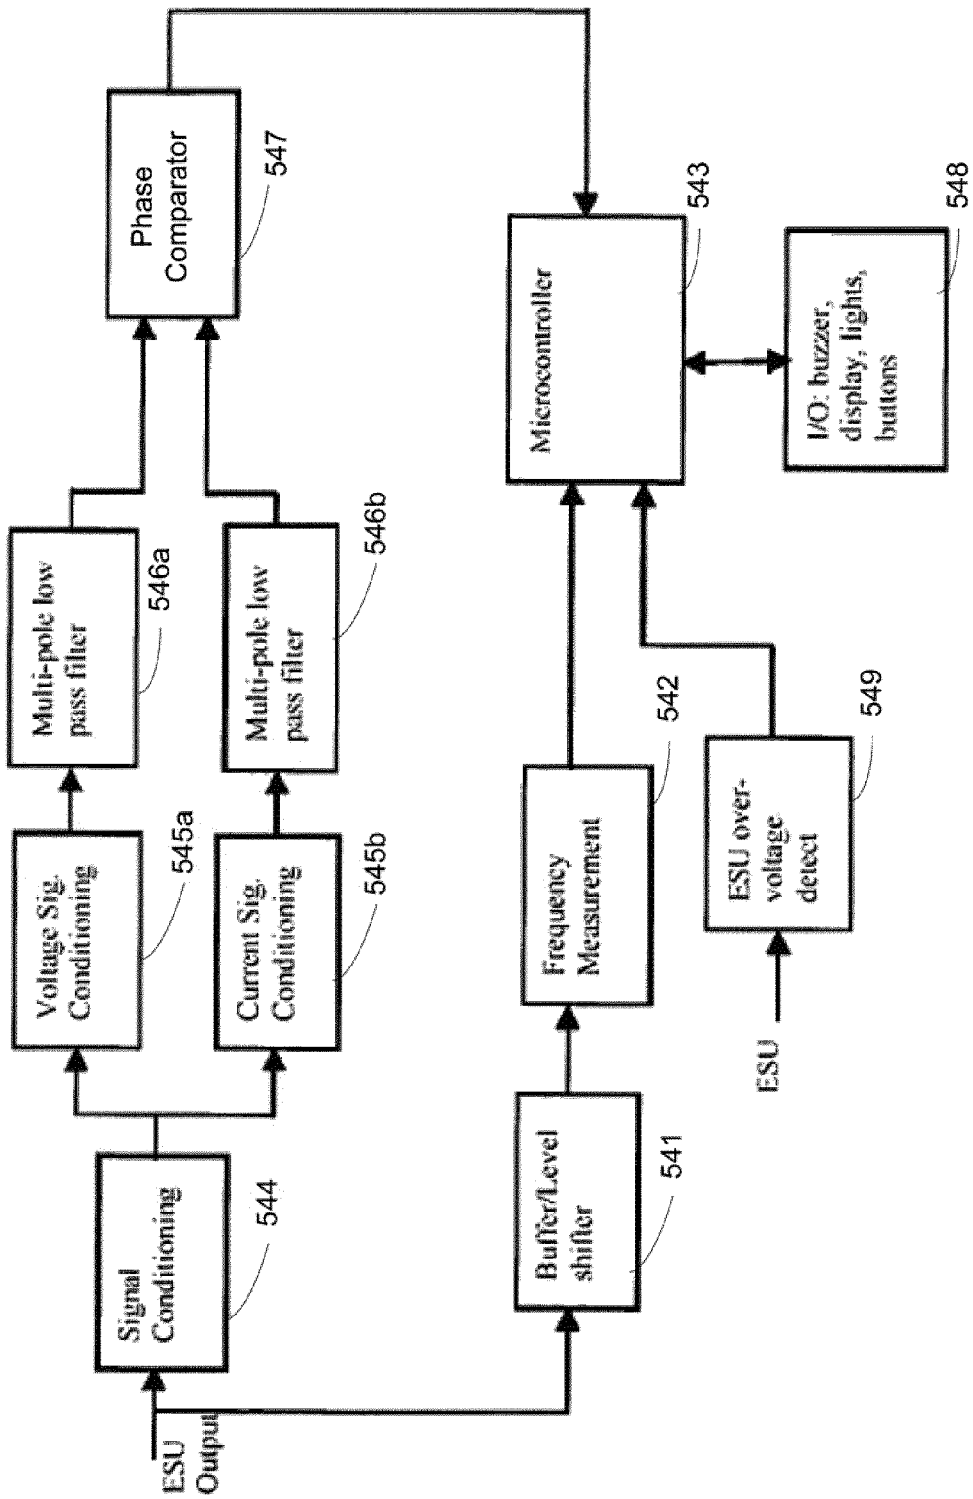 ESU
Output
Signal
Conditioning
544
Voltage Sig.
Conditioning
545a
Multi-pole low
pass filter
546a
Current Sig.
Conditioning
545b
Multi-pole low
pass filter
546b
Phase
Comparator
547
Buffer/Level
shifter
541
Frequency
Measurement
542
Microcontroller
543
ESU
ESU over-
voltage
detect
549
I/O: buzzer,
display, lights,
buttons
548